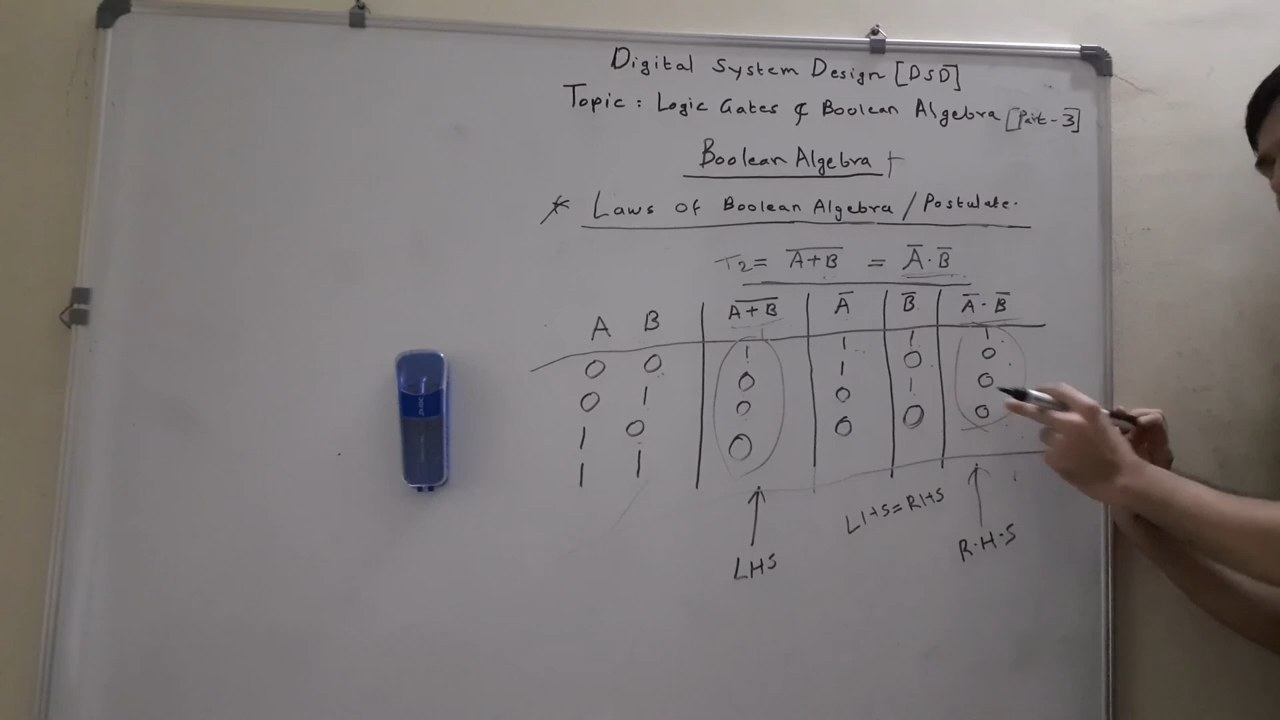 Digital System Design [DSD]
Topic : Logic Gates & Boolean Algebra [Part-3]
Boolean Algebra
* Laws of Boolean Algebra / Postulate.
T2 = A̅+̅B̅ = A̅ · B̅
A B A̅+̅B̅ A̅ B̅ A̅ · B̅
0 0 1 1 1 1
0 1 0 1 0 0
1 0 0 0 1 0
1 1 0 0 0 0
LHS = RHS
LHS
R.H.S